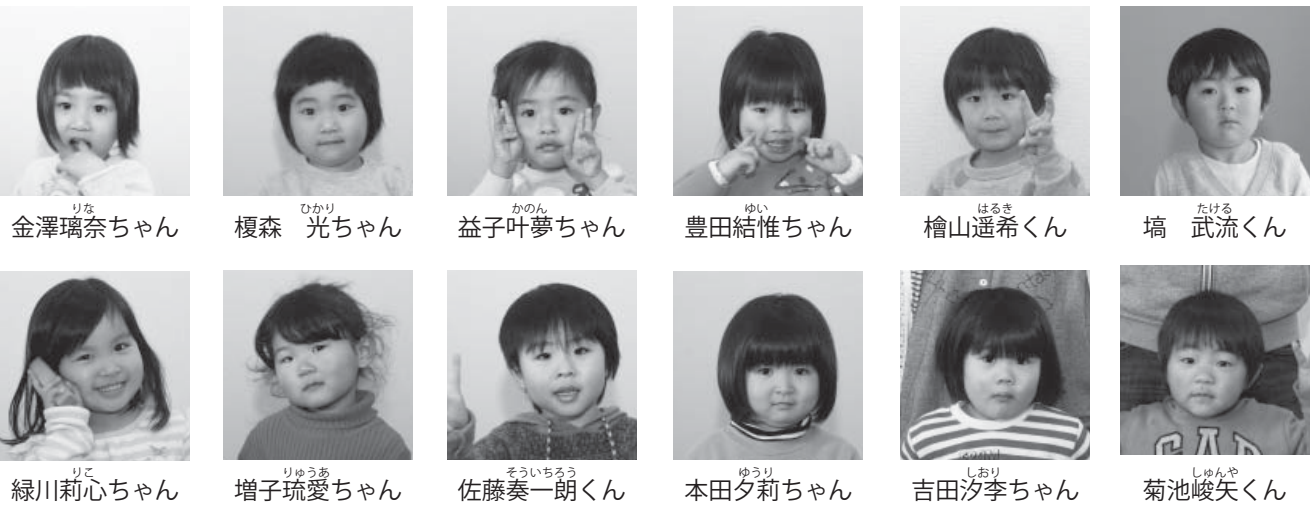 りな ひかり かのん ゆい はるき たける
金澤璃奈ちゃん 榎森 光ちゃん 益子叶夢ちゃん 豊田結惟ちゃん 檜山遥希くん 塙 武流くん
りこ りゅうあ そういちろう ゆうり しおり しゅんや
緑川莉心ちゃん 増子琉愛ちゃん 佐藤奏一朗くん 本田夕莉ちゃん 吉田汐李ちゃん 菊池峻矢くん
GAP